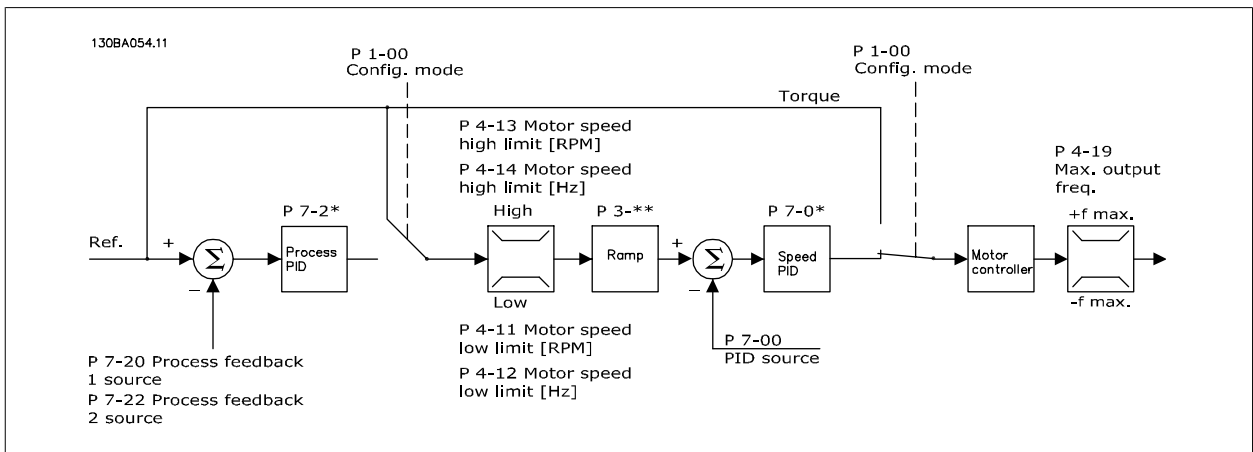 130BA054.11
P 1-00
Config. mode
P 1-00
Config. mode
Torque
P 4-13 Motor speed
high limit [RPM]
P 4-14 Motor speed
high limit [Hz]
P 4-19
Max. output
freq.
P 7-2*
High
P 3-**
P 7-0*
+f max.
Ref.
+
Σ
Process
PID
Ramp
+
Σ
Speed
PID
Motor
controller
–
Low
–
-f max.
P 4-11 Motor speed
low limit [RPM]
P 4-12 Motor speed
low limit [Hz]
P 7-00
PID source
P 7-20 Process feedback
1 source
P 7-22 Process feedback
2 source